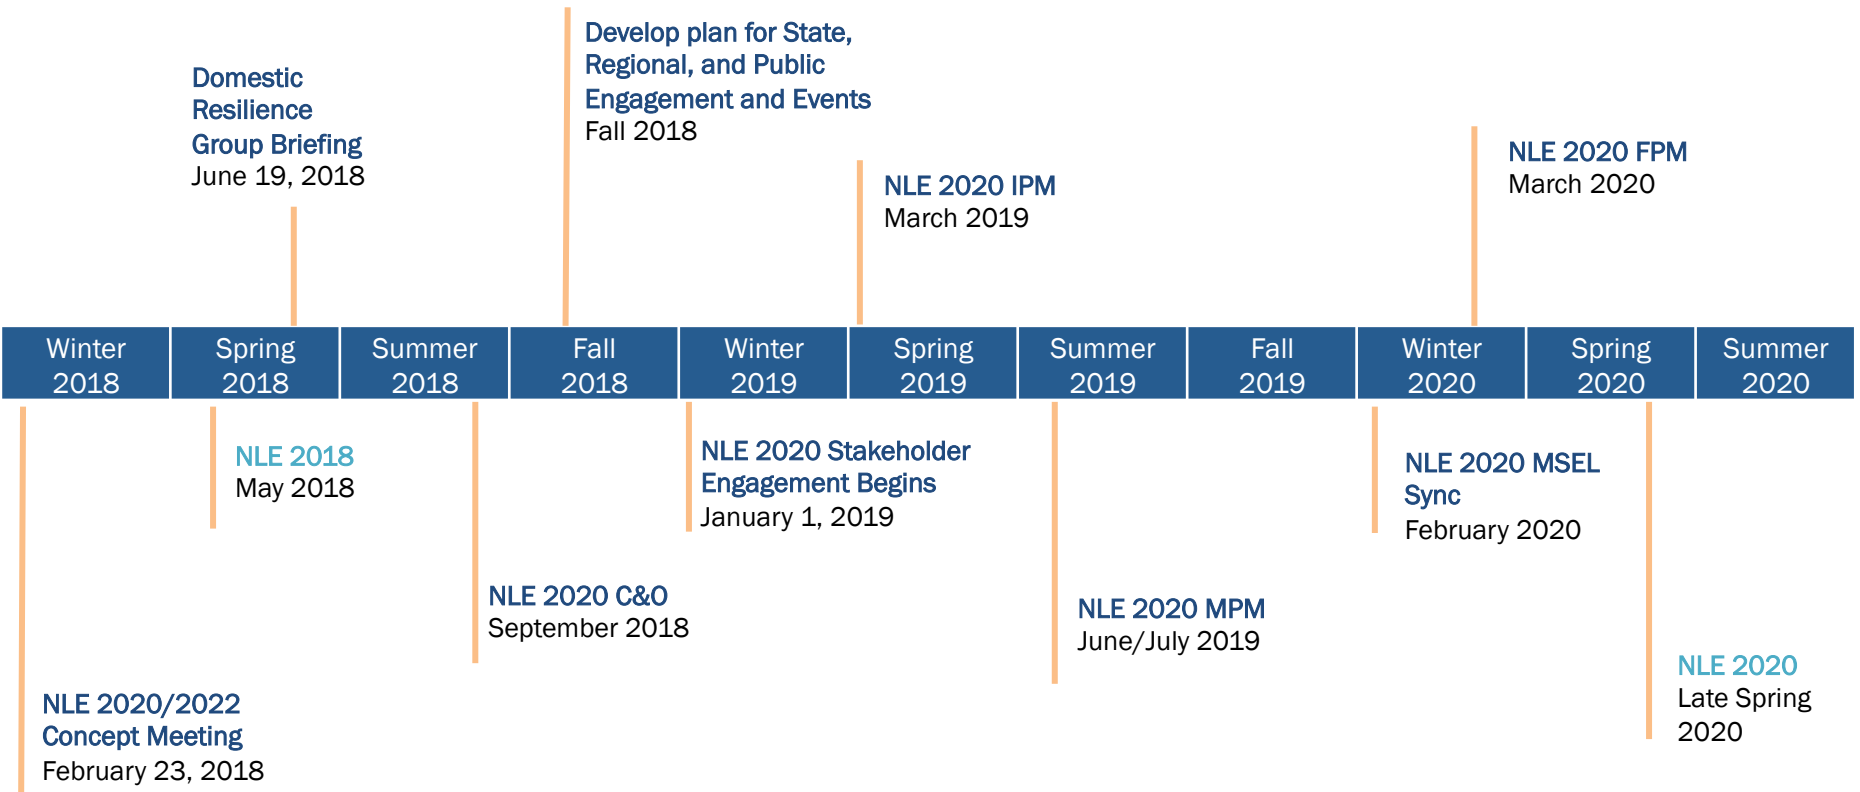 Develop plan for State,
Regional, and Public
Engagement and Events
Fall 2018
Domestic
Resilience
Group Briefing
June 19, 2018
NLE 2020 IPM
March 2019
NLE 2020 FPM
March 2020
Winter
2018
Spring
2018
Summer
2018
Fall
2018
Winter
2019
Spring
2019
Summer
2019
Fall
2019
Winter
2020
Spring
2020
Summer
2020
NLE 2018
May 2018
NLE 2020 Stakeholder
Engagement Begins
January 1, 2019
NLE 2020 MSEL
Sync
February 2020
NLE 2020 C&O
September 2018
NLE 2020 MPM
June/July 2019
NLE 2020
Late Spring
2020
NLE 2020/2022
Concept Meeting
February 23, 2018